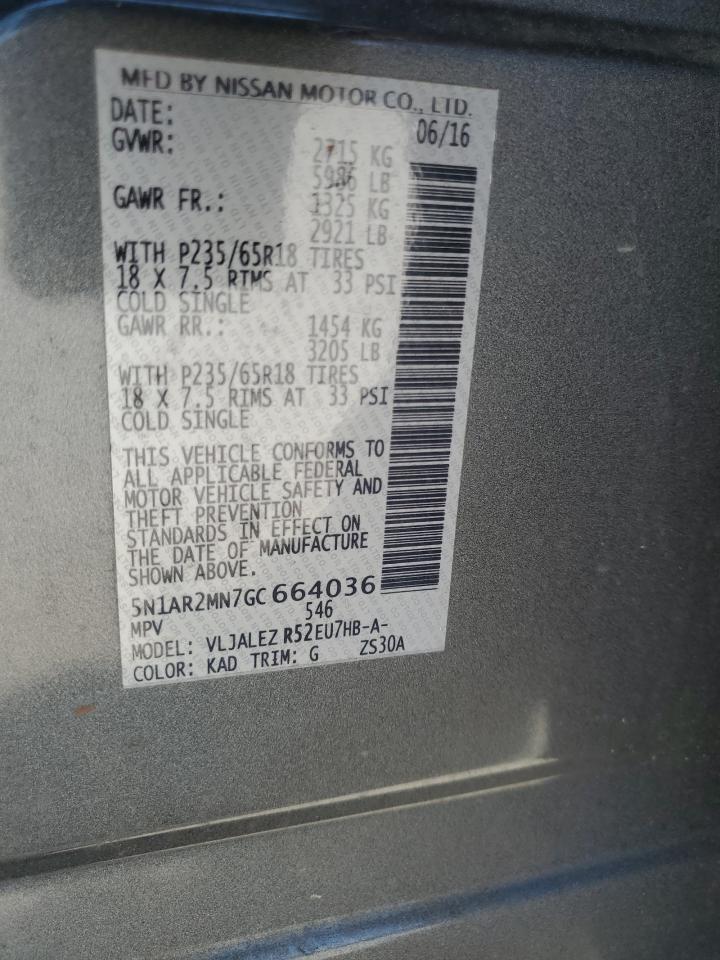 MFD BY NISSAN MOTOR CO., LTD.
DATE: 06/16
GVWR: 2715 KG
5986 LB
GAWR FR.: 1325 KG
2921 LB
WITH P235/65R18 TIRES
18 X 7.5 RIMS AT 33 PSI
COLD SINGLE
GAWR RR.: 1454 KG
3205 LB
WITH P235/65R18 TIRES
18 X 7.5 RIMS AT 33 PSI
COLD SINGLE
THIS VEHICLE CONFORMS TO
ALL APPLICABLE FEDERAL
MOTOR VEHICLE SAFETY AND
THEFT PREVENTION
STANDARDS IN EFFECT ON
THE DATE OF MANUFACTURE
SHOWN ABOVE.
5N1AR2MN7GC664036
MPV 546
MODEL: VLJALEZ R52EU7HB-A-
COLOR: KAD TRIM: G ZS30A